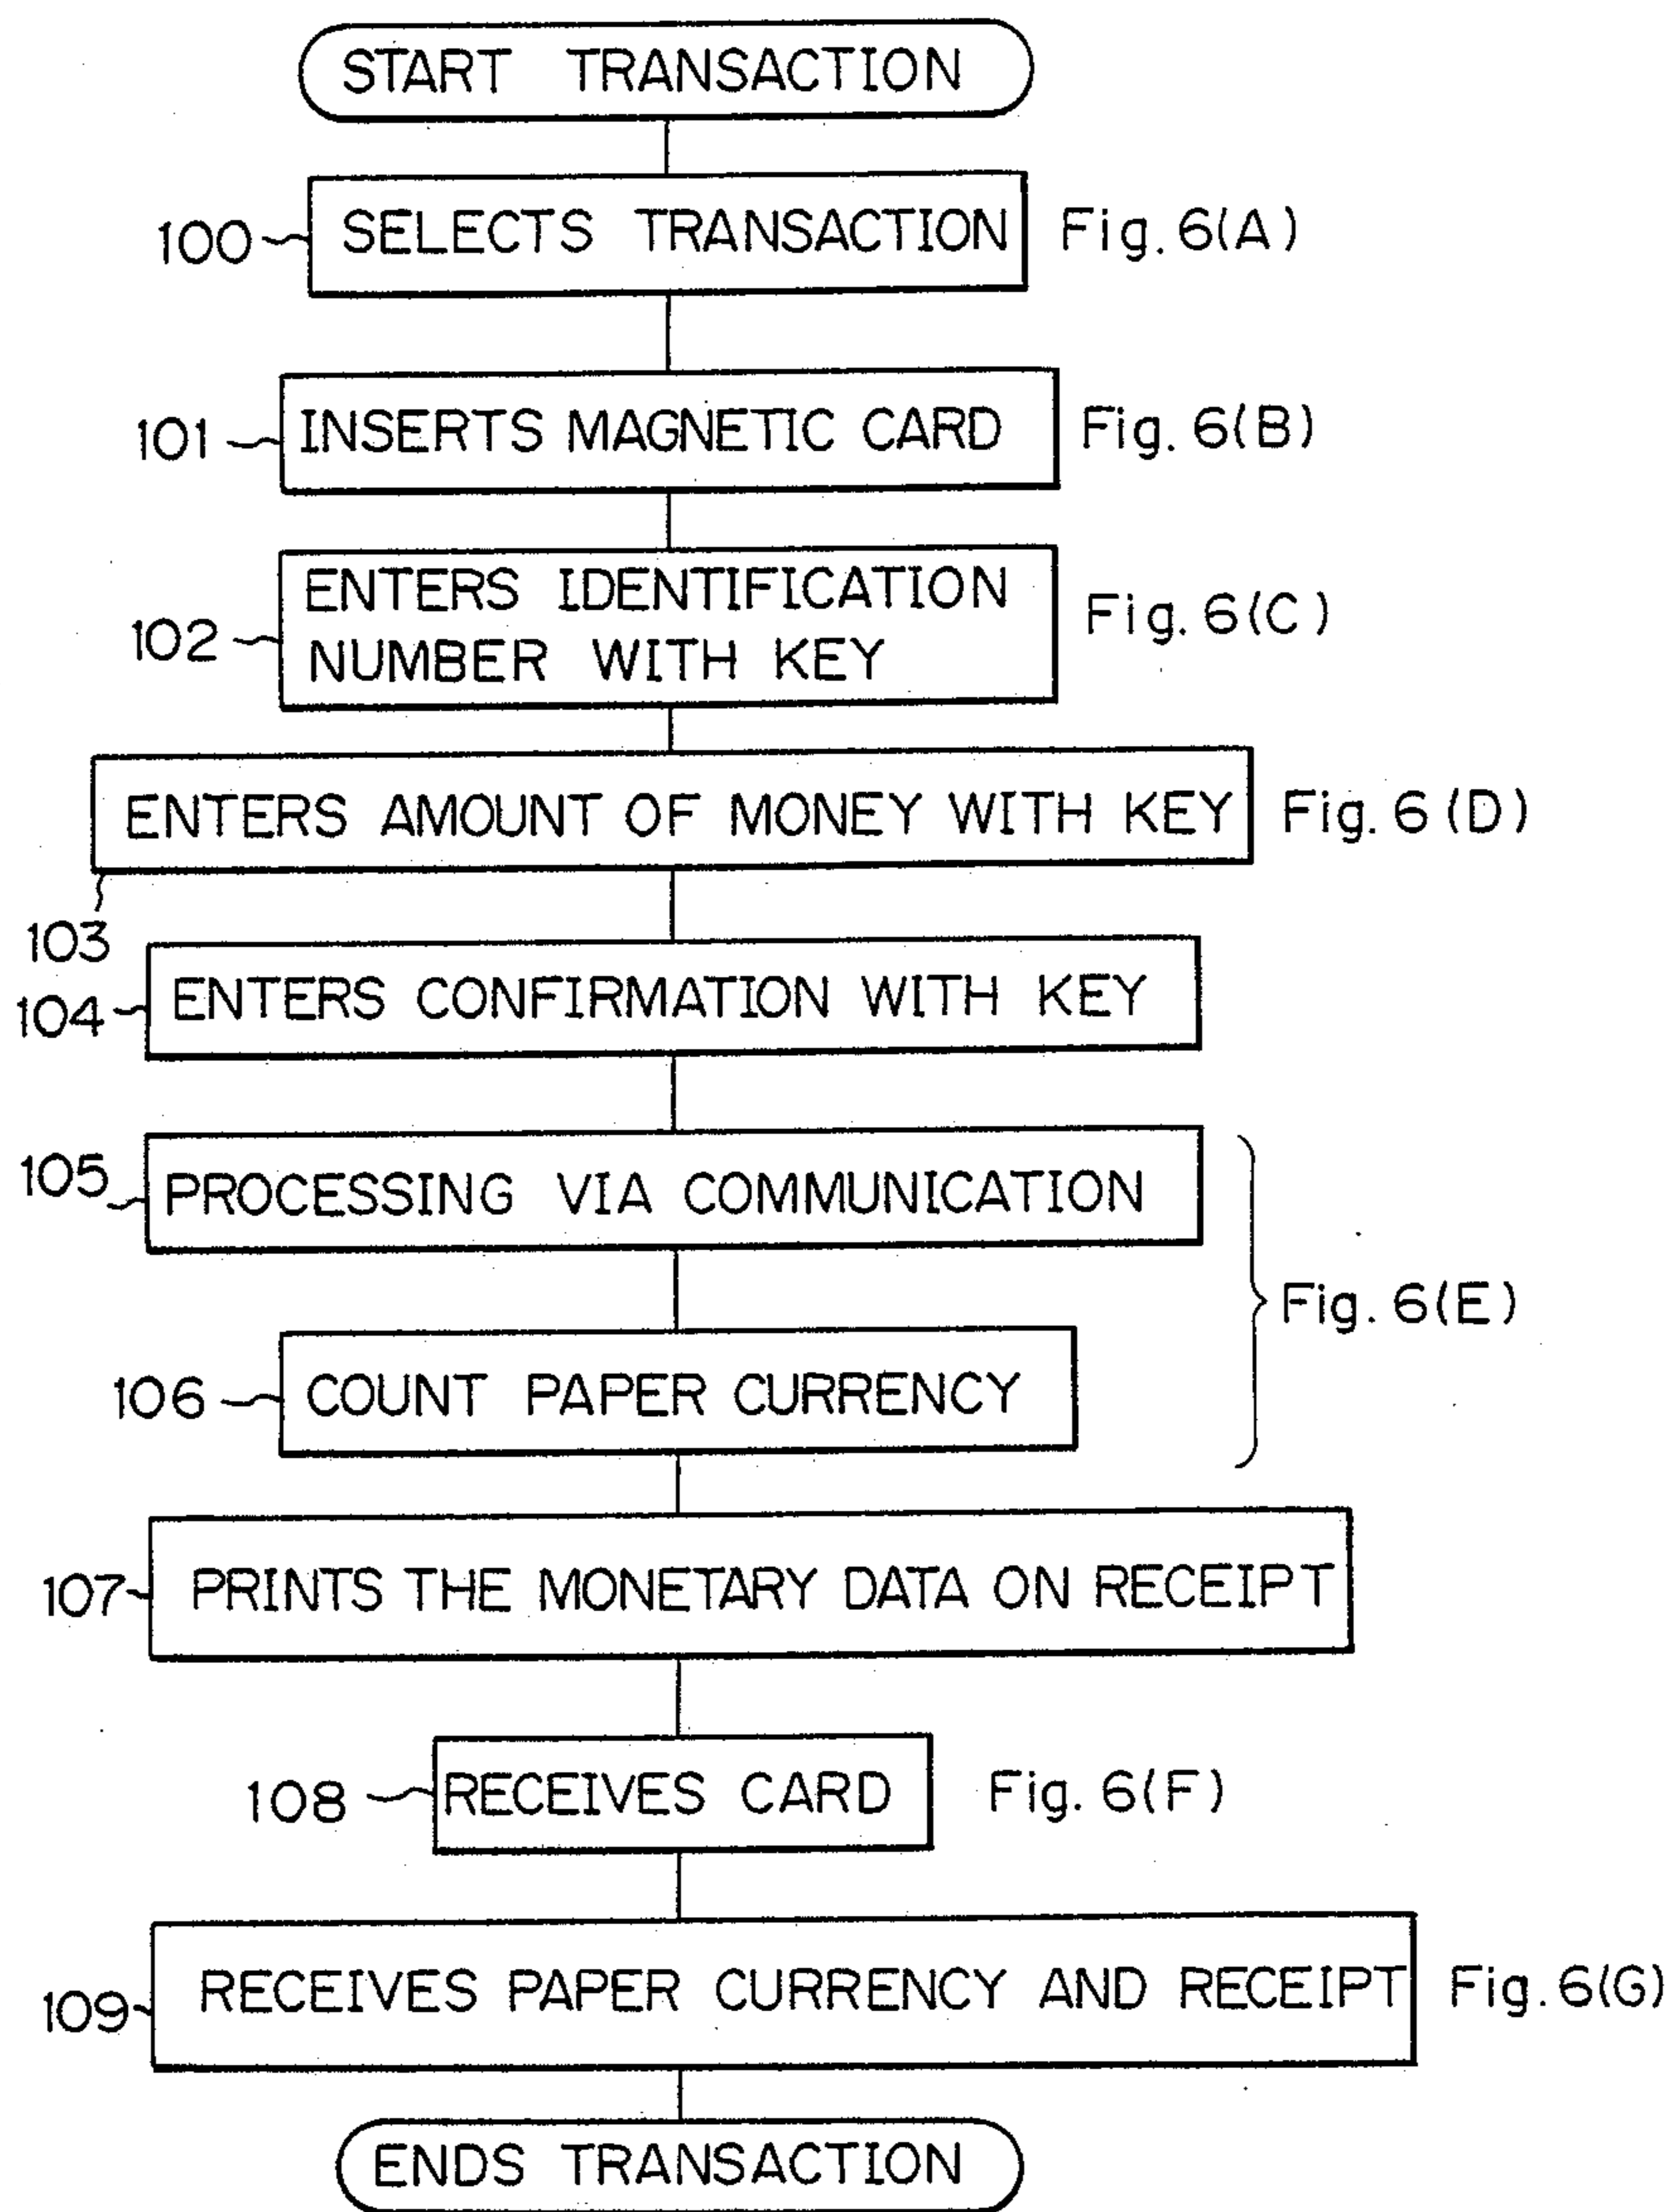 START TRANSACTION
100 SELECTS TRANSACTION Fig. 6(A)
101 INSERTS MAGNETIC CARD Fig. 6(B)
102 ENTERS IDENTIFICATION
NUMBER WITH KEY Fig. 6(C)
ENTERS AMOUNT OF MONEY WITH KEY Fig. 6(D)
103
104 ENTERS CONFIRMATION WITH KEY
105 PROCESSING VIA COMMUNICATION
Fig. 6(E)
106 COUNT PAPER CURRENCY
107 PRINTS THE MONETARY DATA ON RECEIPT
108 RECEIVES CARD Fig. 6(F)
109 RECEIVES PAPER CURRENCY AND RECEIPT Fig. 6(G)
ENDS TRANSACTION